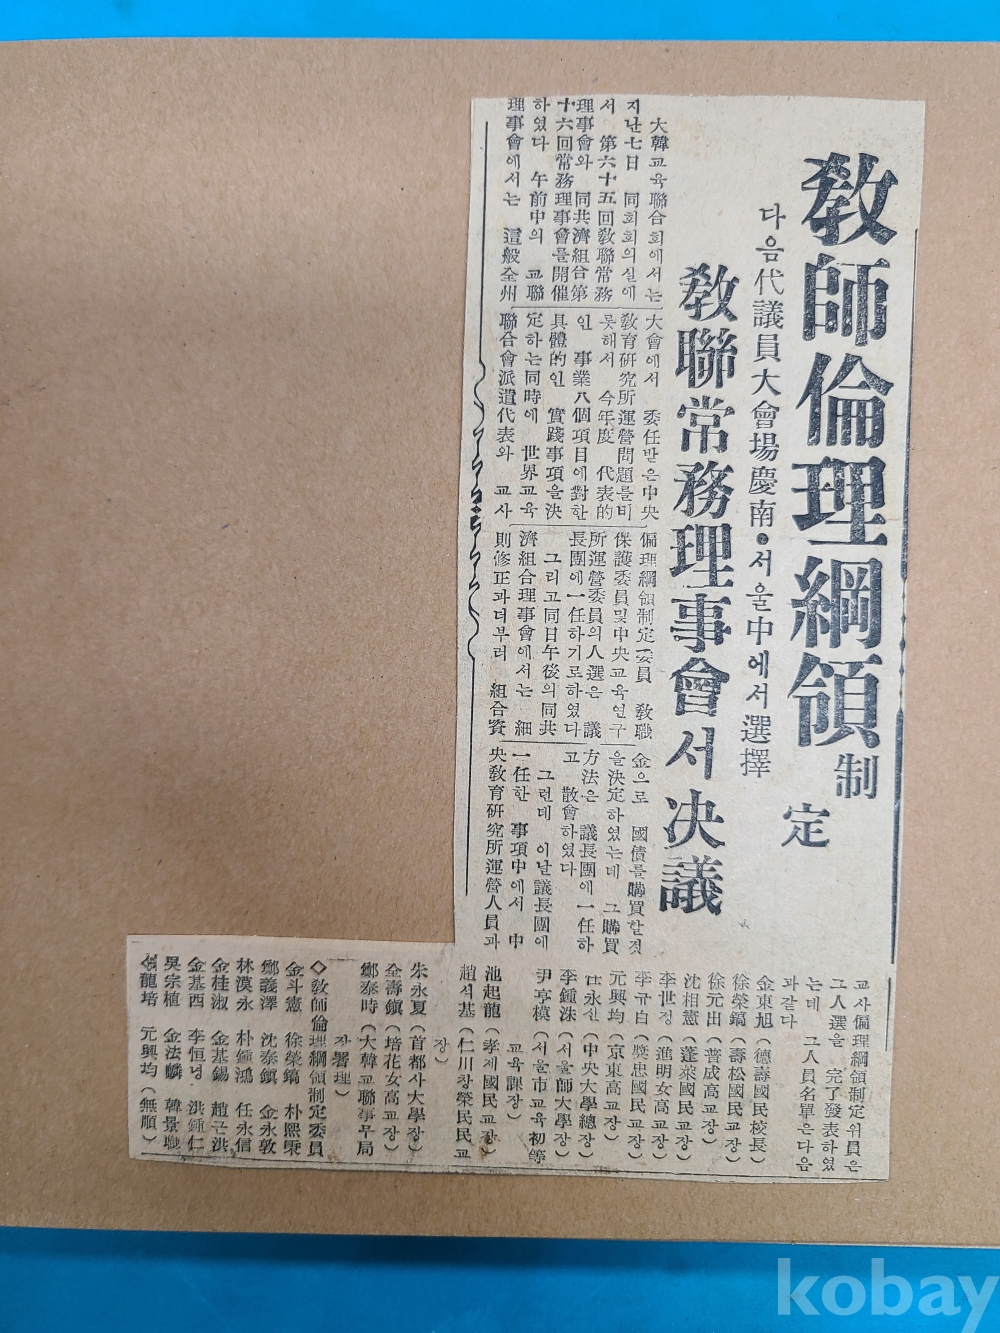 敎師倫理綱領制定
다음代議員大會場慶南•서울中에서選擇
敎聯常務理事會서決議
大韓교육聯合회에서는
지난七日 同회회의실에
서 第六十五回敎聯常務
理事會와 同共濟組合第
十六回常務理事會를開催
하였다 午前中의 교聯
理事會에서는 這般全州
大會에서 委任받은中央
敎育硏究所運營問題를비
롯해서 今年度 代表的
인 事業八個項目에對한
具體的인 實踐事項을決
定하는同時에 世界교육
聯合會派遣代表와 교사
倫理綱領制定委員 敎職
保護委員및中央교육연구
所運營委員의人選은 議
長團에一任하기로하였다
그리고同日午後의同共
濟組合理事會에서는 細
則修正과더부러 組合資
金으로 國債를購買할것
을決定하였는데 그購買
方法은 議長團에一任하
고 散會하였다
그런데 이날議長團에
一任한 事項中에서 中
央敎育硏究所運營人員과
교사倫理綱領制定위員은
그人選을 完了發表하였
는데 그人員名單은다음
과같다
金東旭(德壽國民校長)
徐榮鎬(壽松國民교장)
徐元出(普成高교장)
沈相憲(蓬萊國民교장)
李世정(進明女高교장)
李규백(奬忠國民교장)
元興均(京東高교장)
任永신(中央大學總장)
李鍾洙(서울師大學장)
尹亨模(서울市교육初等
교육課장)
池起龍(孝제國民교장)
趙석基(仁川창榮民民교
장)
朱永夏(首都사大學장)
金壽鎭(培花女高교장)
鄭泰時(大韓교聯事무局
장署理)
◇敎師倫理綱領制定委員
金斗憲 徐榮鎬 朴熙秉
鄭義澤 沈泰鎭 金永敦
林漢永 朴鍾鴻 任永信
金桂淑 金基錫 趙근洪
金基西 李恒녕 洪鍾仁
吳宗植 金法麟 韓景職
龍培 元興均(無順)
kobay